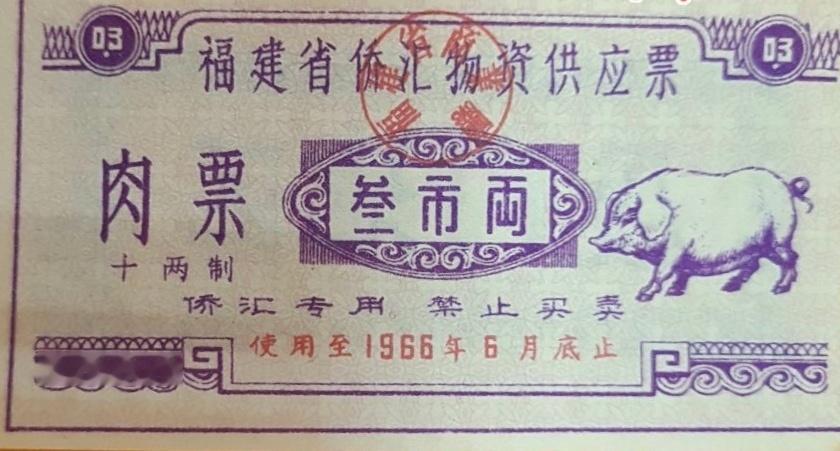 03 03
福建省侨汇物资供应票
肉票
叁市両
十两制
侨汇专用 禁止买卖
使用至1966年6月底止